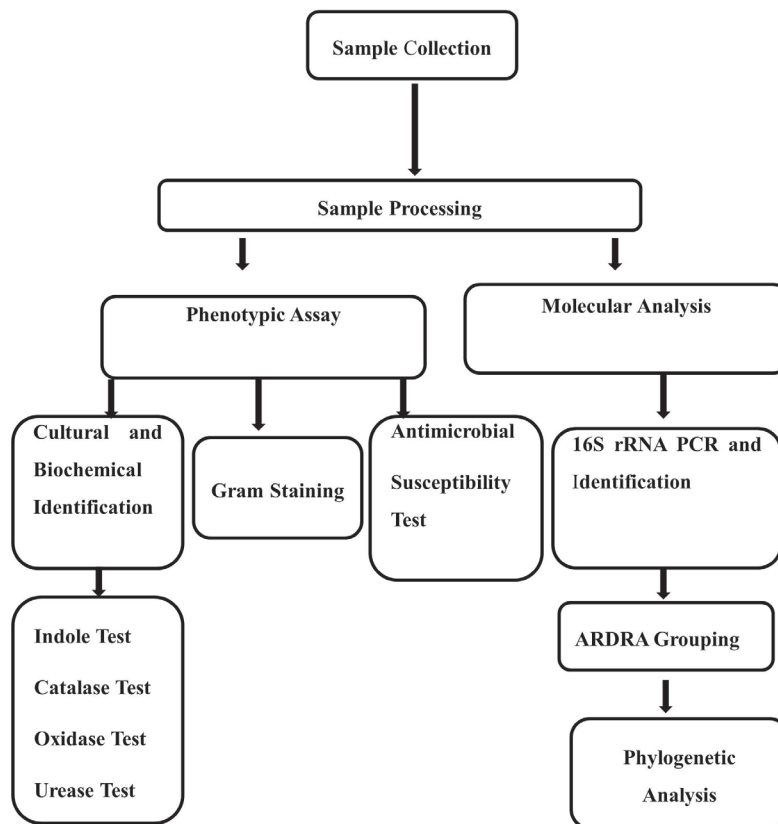 Sample Collection
Sample Processing
Phenotypic Assay
Molecular Analysis
Cultural and
Biochemical
Identification
Gram Staining
Antimicrobial
Susceptibility
Test
16S rRNA PCR and
Identification
Indole Test
Catalase Test
Oxidase Test
Urease Test
ARDRA Grouping
Phylogenetic
Analysis